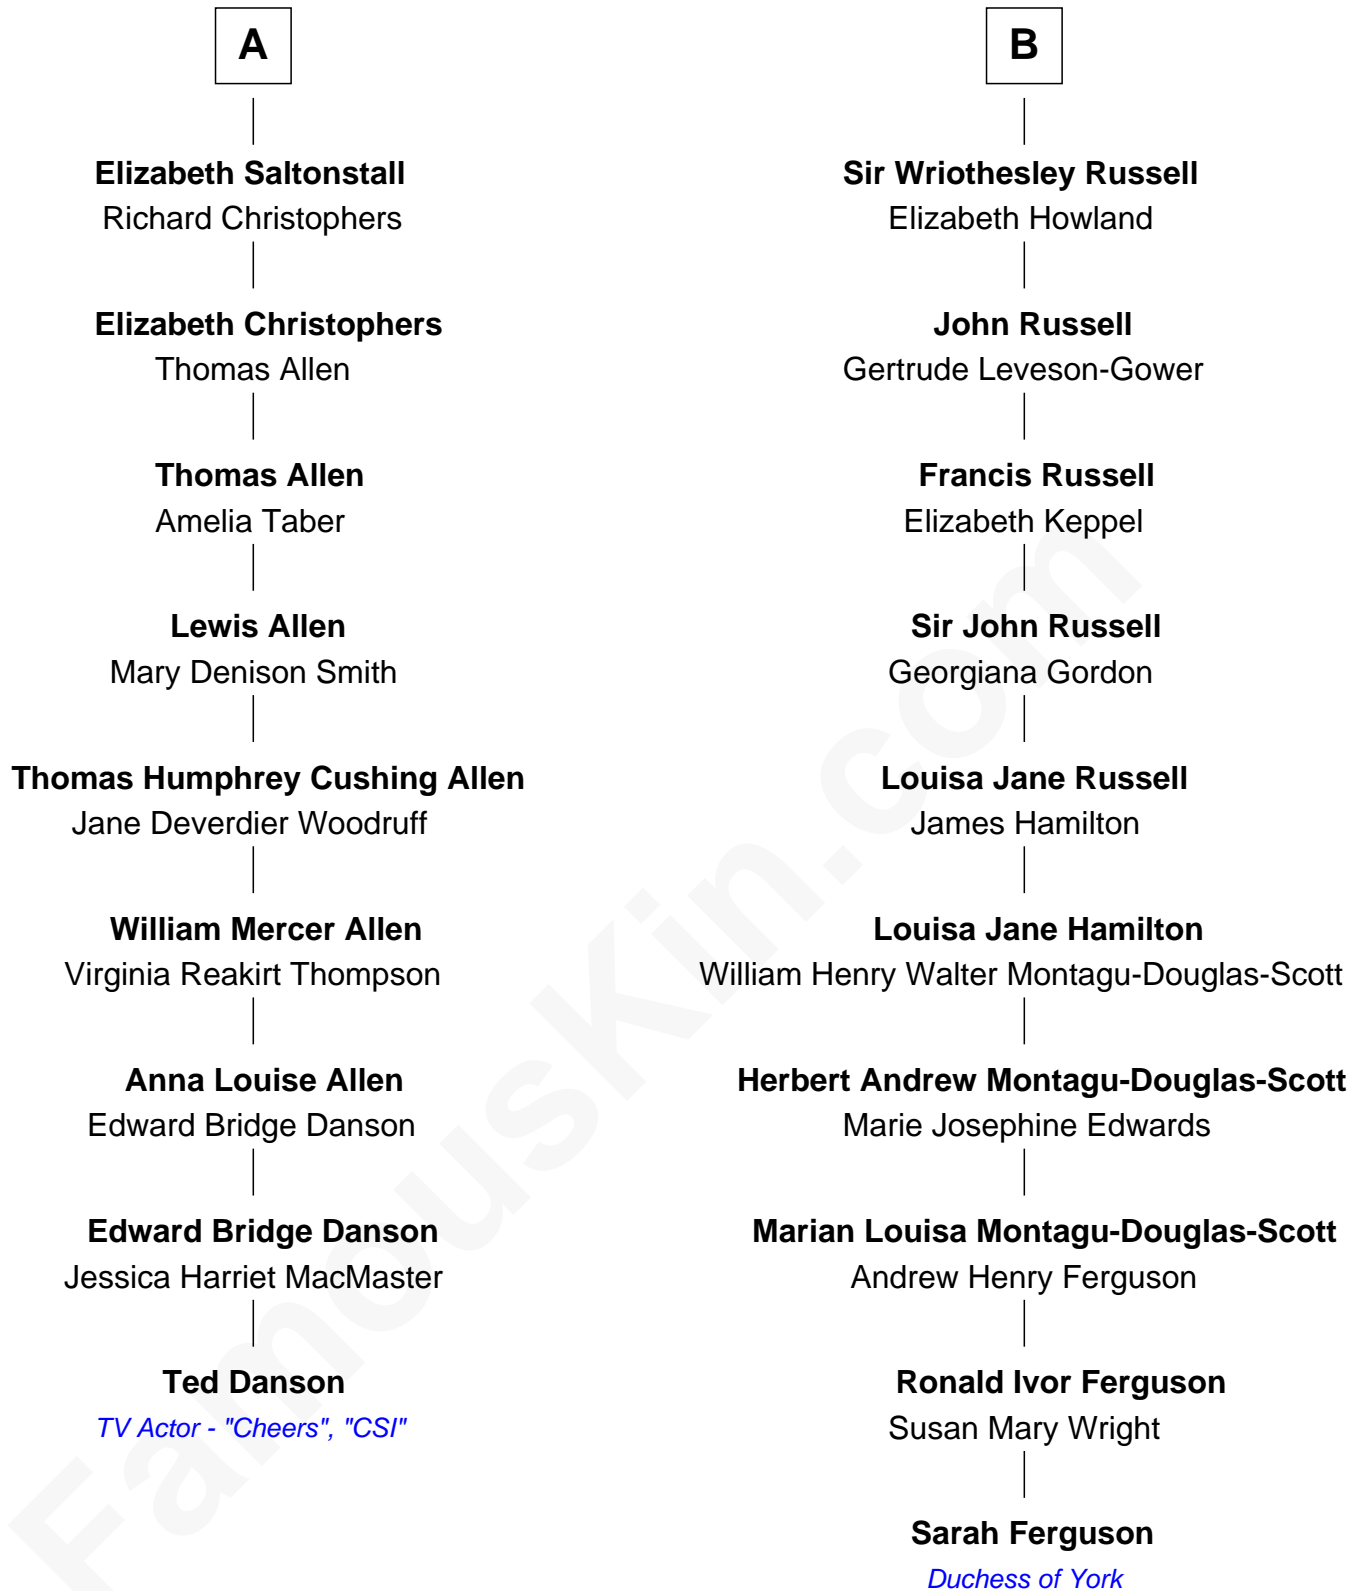 A
Elizabeth Saltonstall
Richard Christophers
Elizabeth Christophers
Thomas Allen
Thomas Allen
Amelia Taber
Lewis Allen
Mary Denison Smith
Thomas Humphrey Cushing Allen
Jane Deverdier Woodruff
William Mercer Allen
Virginia Reakirt Thompson
Anna Louise Allen
Edward Bridge Danson
Edward Bridge Danson
Jessica Harriet MacMaster
Ted Danson
TV Actor - "Cheers", "CSI"
B
Sir Wriothesley Russell
Elizabeth Howland
John Russell
Gertrude Leveson-Gower
Francis Russell
Elizabeth Keppel
Sir John Russell
Georgiana Gordon
Louisa Jane Russell
James Hamilton
Louisa Jane Hamilton
William Henry Walter Montagu-Douglas-Scott
Herbert Andrew Montagu-Douglas-Scott
Marie Josephine Edwards
Marian Louisa Montagu-Douglas-Scott
Andrew Henry Ferguson
Ronald Ivor Ferguson
Susan Mary Wright
Sarah Ferguson
Duchess of York
FamousKin.com